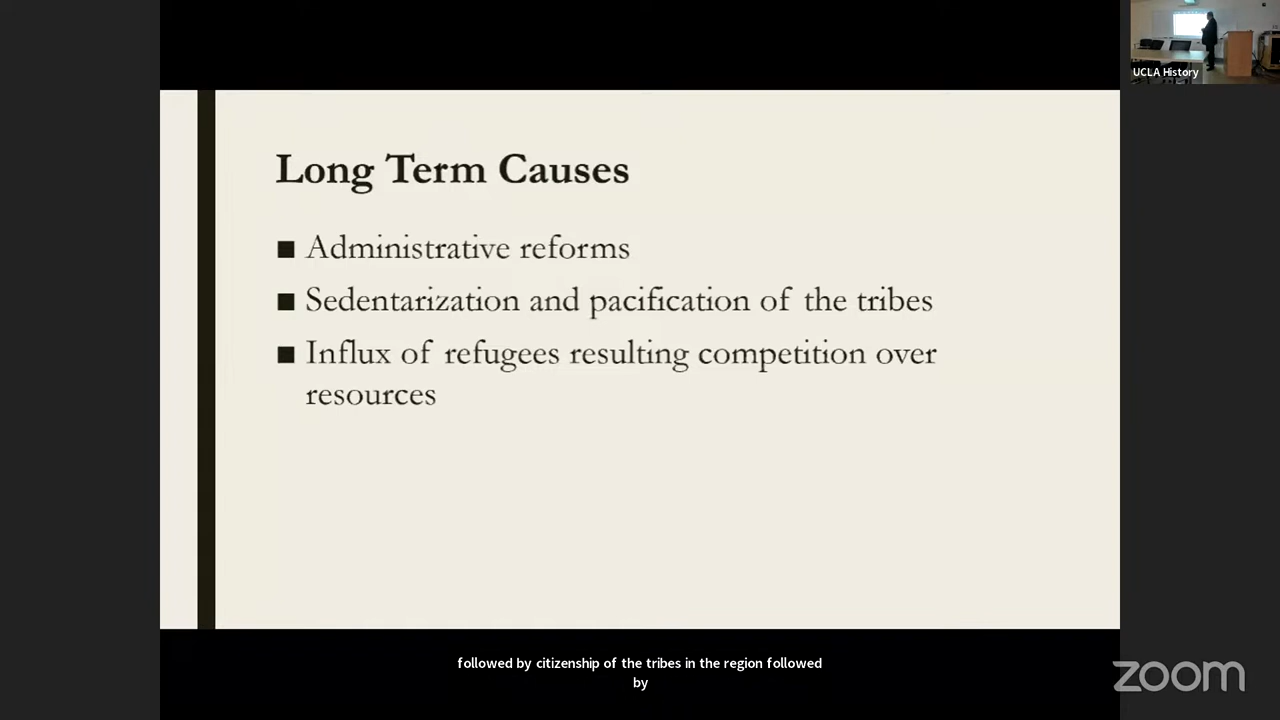 UCLA History
Long Term Causes
■ Administrative reforms
■ Sedentarization and pacification of the tribes
■ Influx of refugees resulting competition over
resources
followed by citizenship of the tribes in the region followed
by
zoom